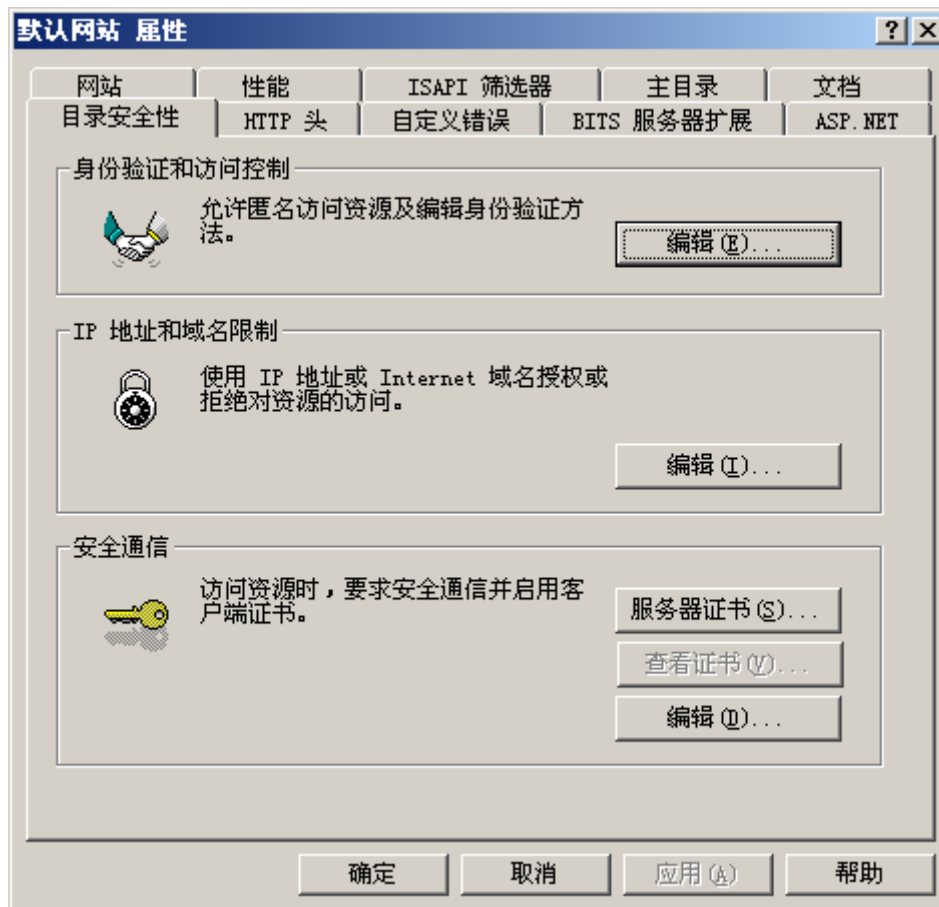 默认网站 属性
网站 性能 ISAPI 筛选器 主目录 文档
目录安全性 HTTP 头 自定义错误 BITS 服务器扩展 ASP.NET
身份验证和访问控制
允许匿名访问资源及编辑身份验证方
法。
编辑(E)...
IP 地址和域名限制
使用 IP 地址或 Internet 域名授权或
拒绝对资源的访问。
编辑(I)...
安全通信
访问资源时，要求安全通信并启用客
户端证书。
服务器证书(S)...
查看证书(V)...
编辑(D)...
确定 取消 应用(A) 帮助